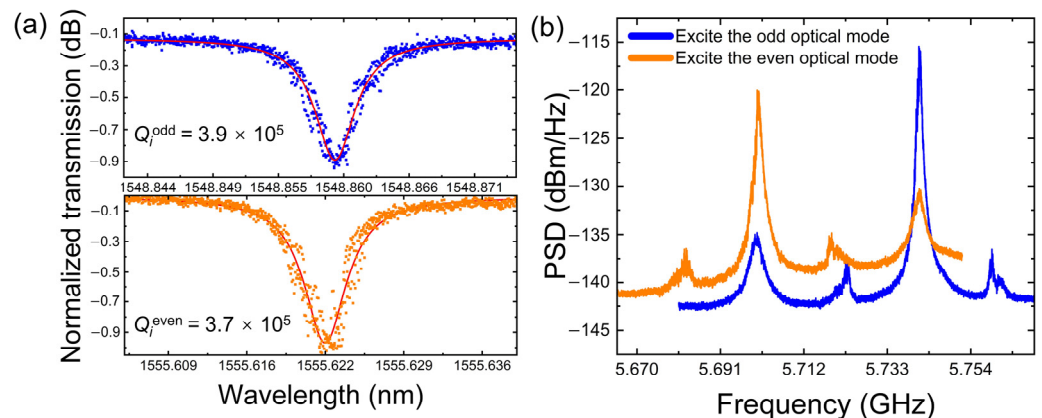 (a)
Normalized transmission (dB)
−0.1
−0.3
−0.5
−0.7
−0.9
Q_i^odd = 3.9 × 10^5
1548.844 1548.849 1548.855 1548.860 1548.866 1548.871
−0.1
−0.3
−0.5
−0.1
−0.9
Q_i^even = 3.7 × 10^5
1555.609 1555.616 1555.622 1555.629 1555.636
Wavelength (nm)
(b)
PSD (dBm/Hz)
−115
−120
−125
−130
−135
−140
−145
Excite the odd optical mode
Excite the even optical mode
5.670 5.691 5.712 5.733 5.754
Frequency (GHz)